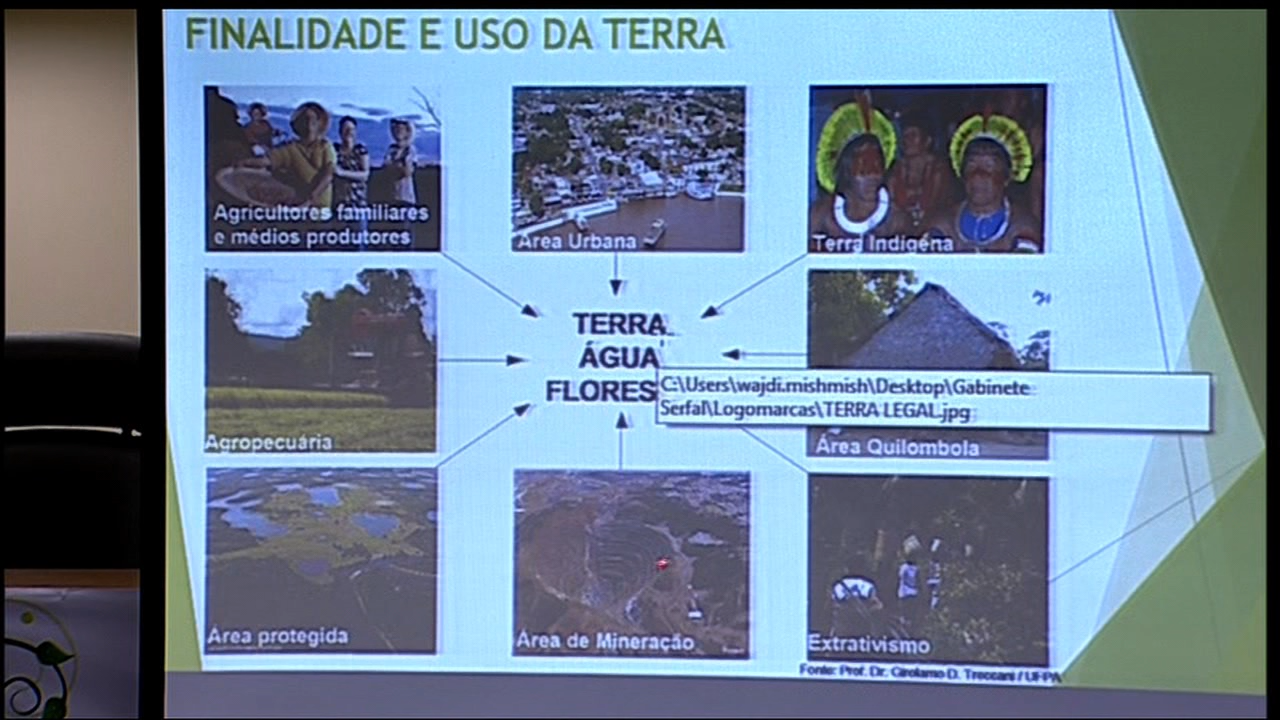 FINALIDADE E USO DA TERRA
Agricultores familiares
e médios produtores
Área Urbana
Terra Indígena
TERRA
ÁGUA
FLORES
C:\Users\wajdi.mishmish\Desktop\Gabinete
Serfal\Logomarcas\TERRA LEGAL.jpg
Agropecuária
Área Quilombola
Área protegida
Área de Mineração
Extrativismo
Fonte: Prof. Dr. Girolamo D. Treccani / UFPA